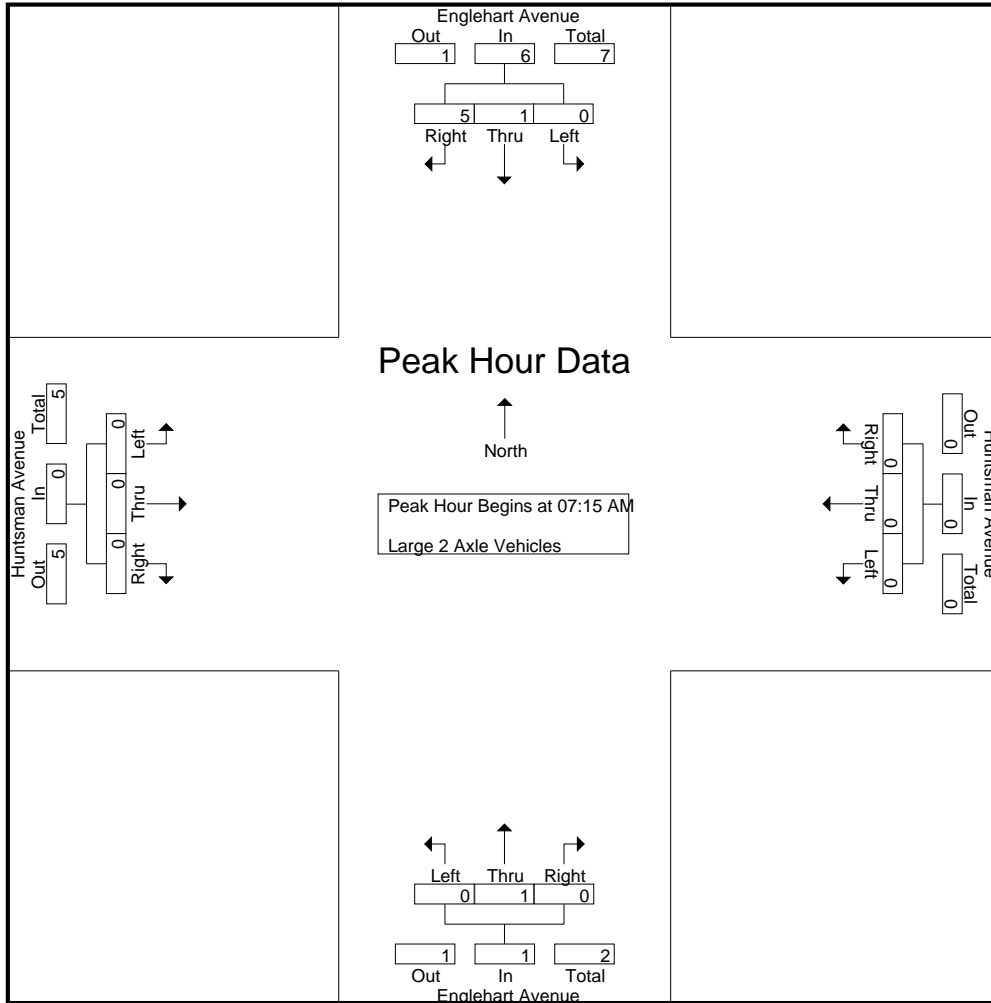 Englehart Avenue
Out In Total
1 6 7
5 1 0
Right Thru Left
Peak Hour Data
North
Peak Hour Begins at 07:15 AM
Large 2 Axle Vehicles
Huntsman Avenue
Total In Out
5 0 5
0 0 0
Left Thru Right
Right Thru Left
0 0 0
Out In Total
0 0 0
Huntsman Avenue
Left Thru Right
0 1 0
1 1 2
Out In Total
Englehart Avenue